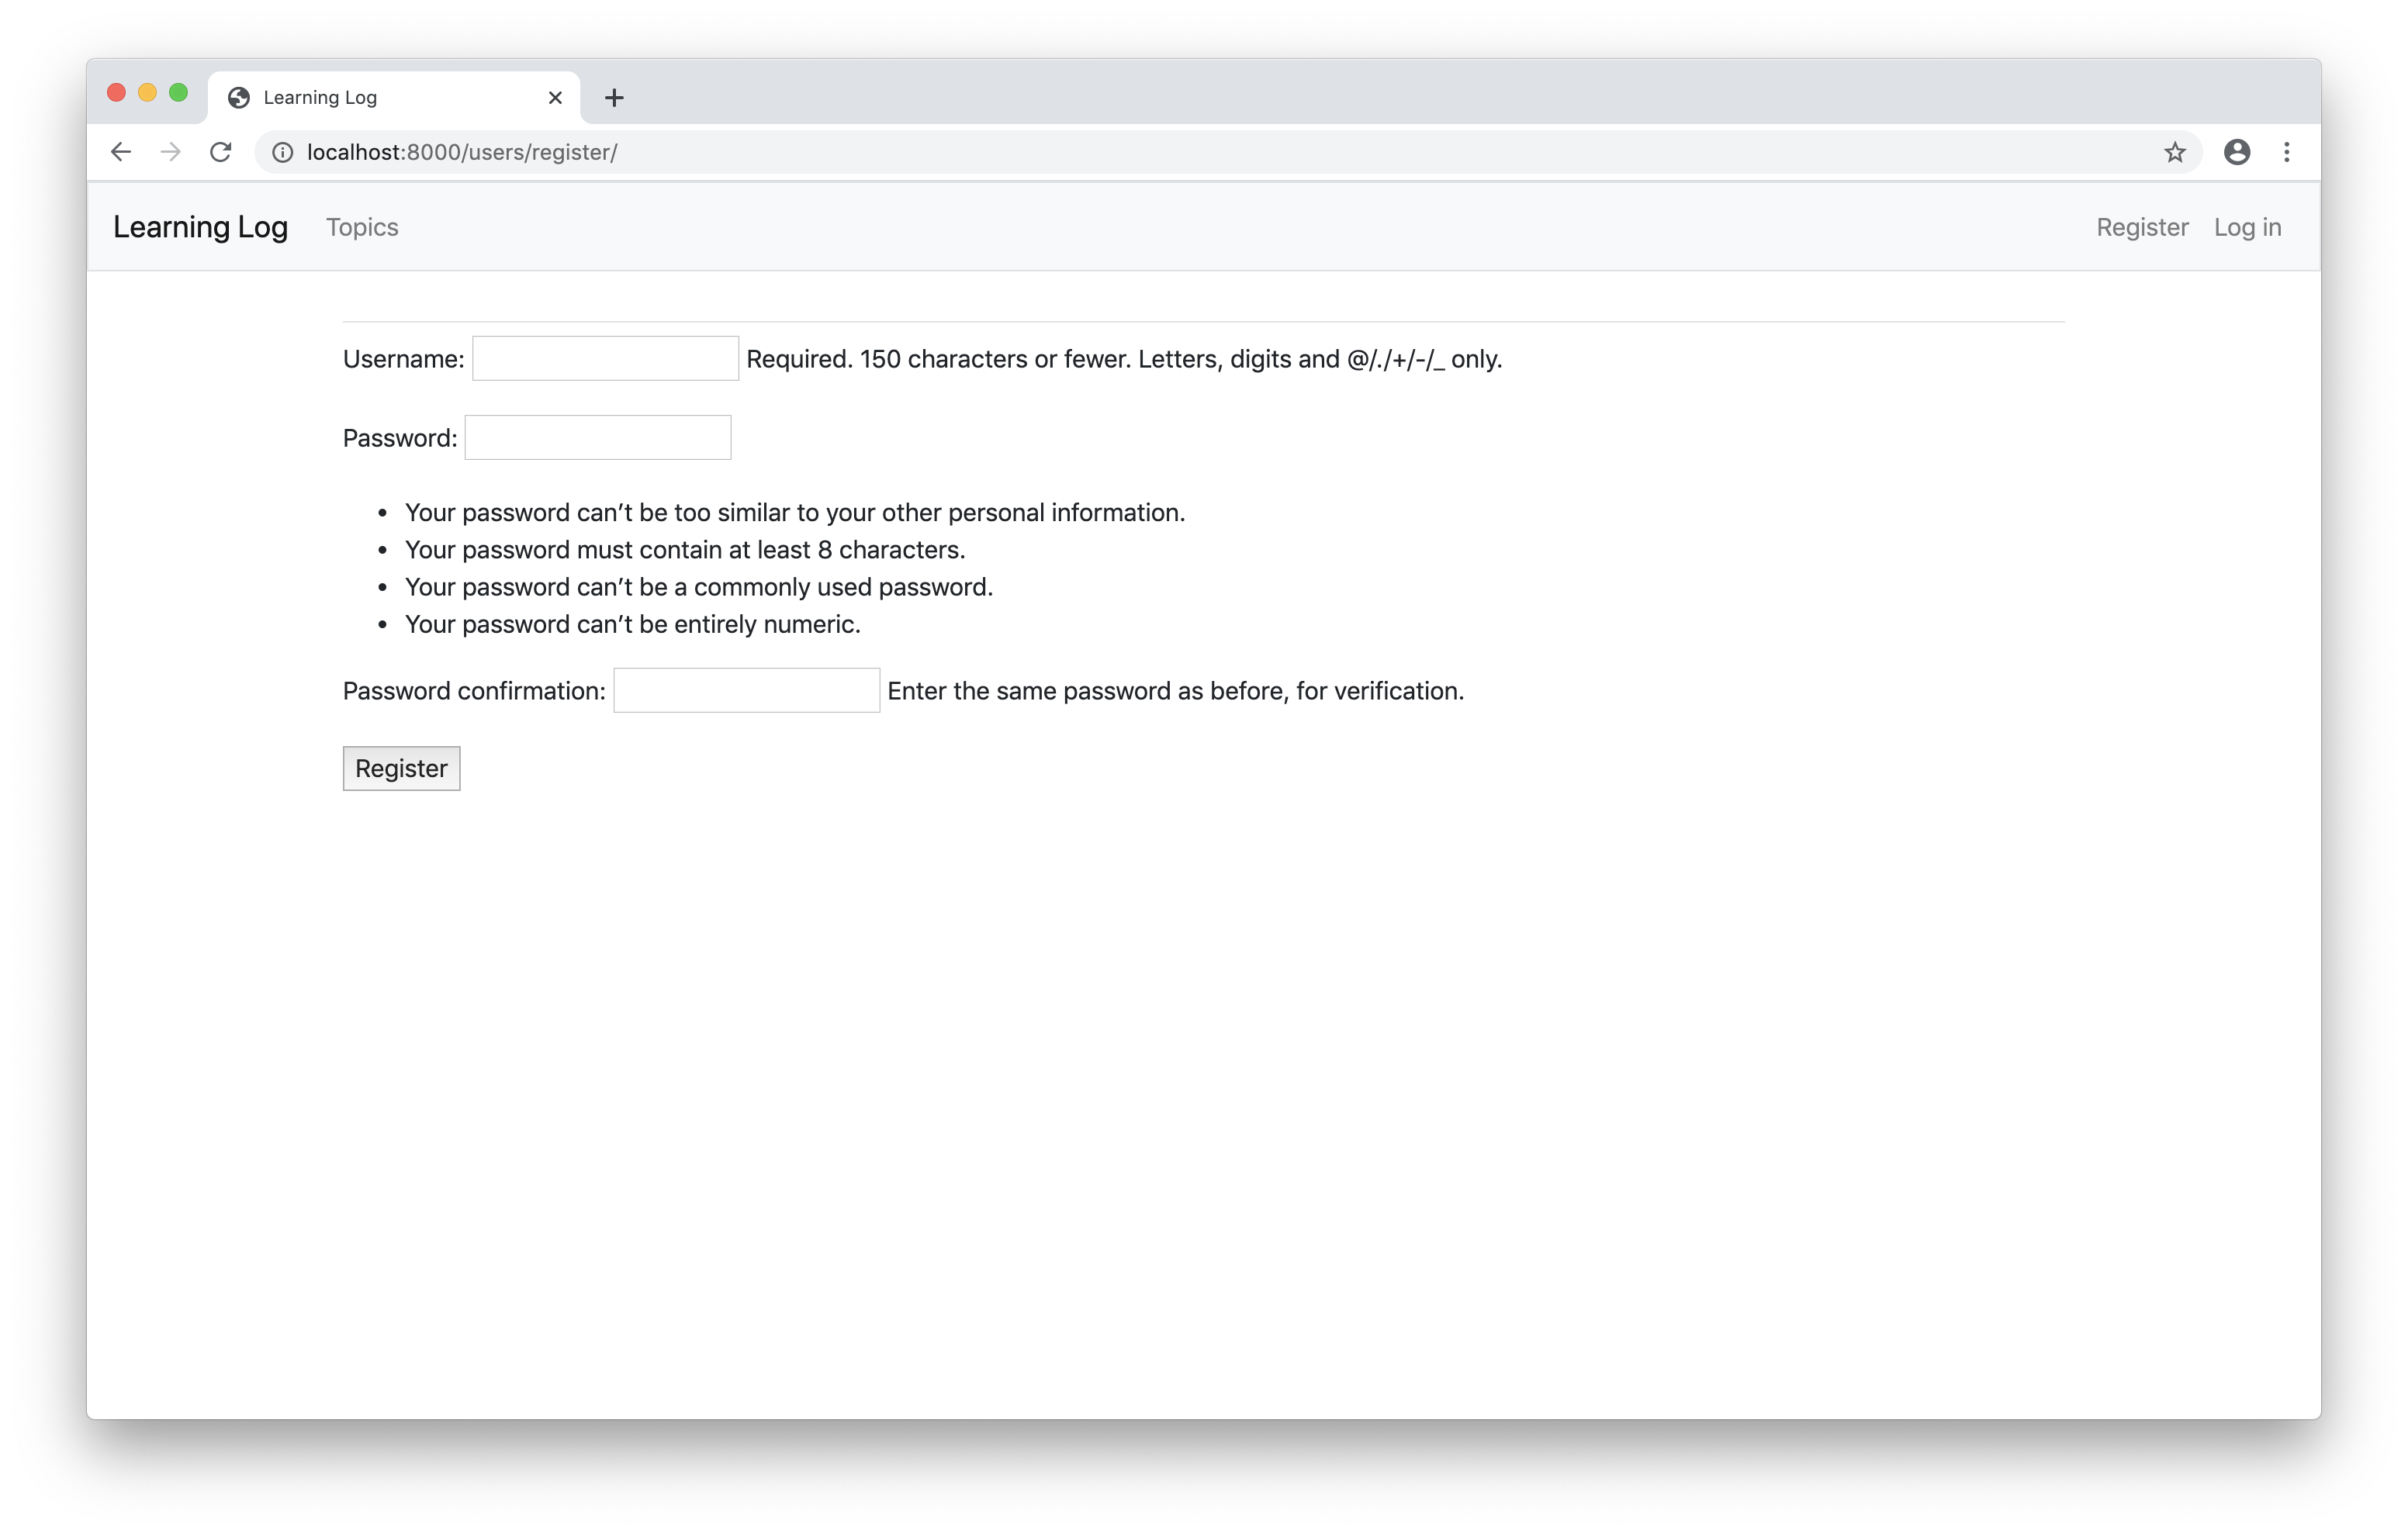 Learning Log
localhost:8000/users/register/
Learning Log Topics Register Log in
Username: Required. 150 characters or fewer. Letters, digits and @/./+/-/_ only.
Password:
• Your password can’t be too similar to your other personal information.
• Your password must contain at least 8 characters.
• Your password can’t be a commonly used password.
• Your password can’t be entirely numeric.
Password confirmation: Enter the same password as before, for verification.
Register